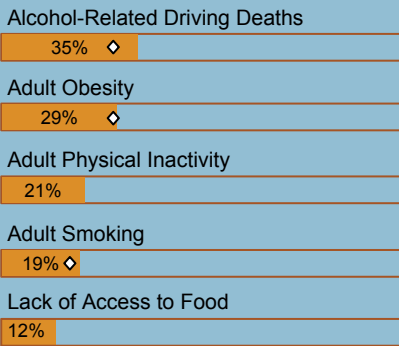 Alcohol-Related Driving Deaths
35%
Adult Obesity
29%
Adult Physical Inactivity
21%
Adult Smoking
19%
Lack of Access to Food
12%